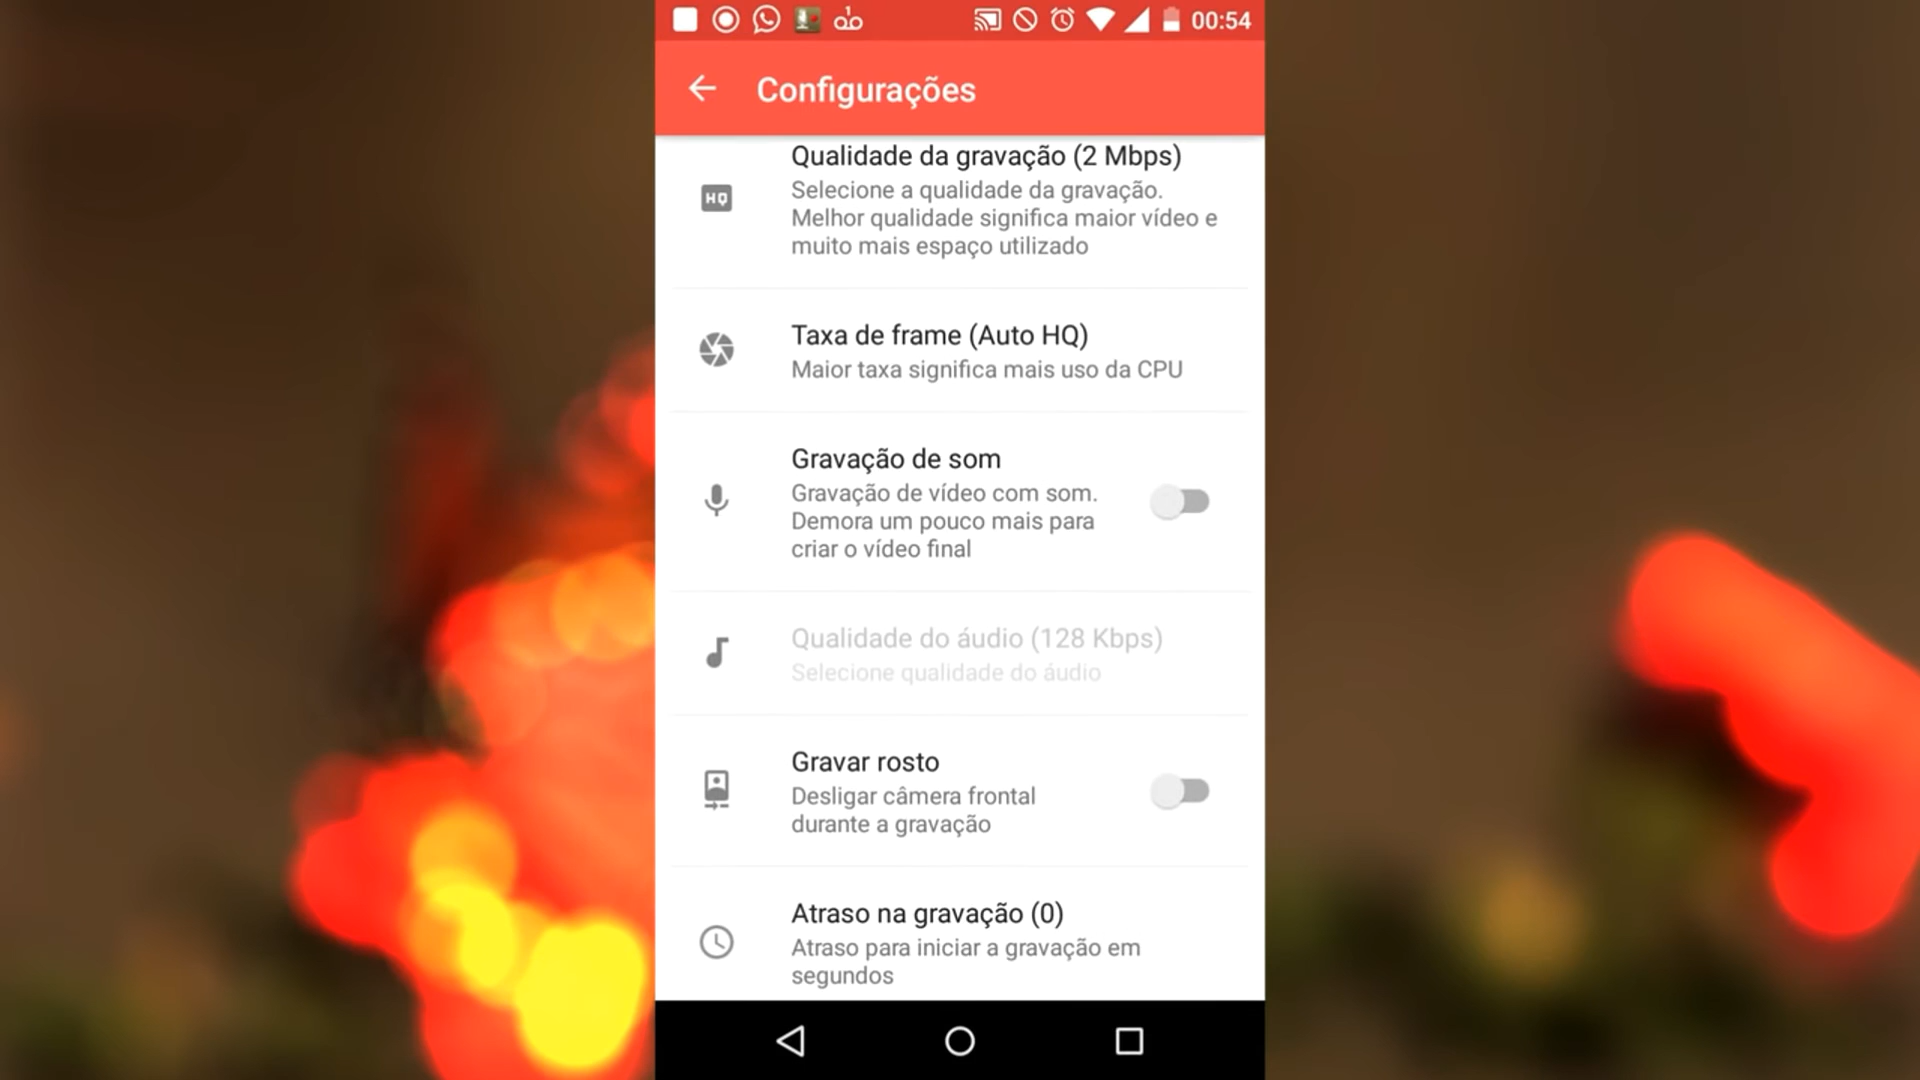 00:54
Configurações
Qualidade da gravação (2 Mbps)
HQ
Selecione a qualidade da gravação.
Melhor qualidade significa maior vídeo e
muito mais espaço utilizado
Taxa de frame (Auto HQ)
Maior taxa significa mais uso da CPU
Gravação de som
Gravação de vídeo com som.
Demora um pouco mais para
criar o vídeo final
Qualidade do áudio (128 Kbps)
Selecione qualidade do áudio
Gravar rosto
Desligar câmera frontal
durante a gravação
Atraso na gravação (0)
Atraso para iniciar a gravação em
segundos